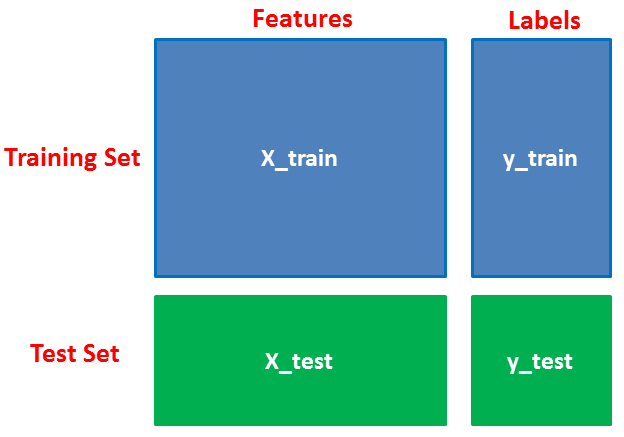 Features
Labels
Training Set
X_train
y_train
Test Set
X_test
y_test